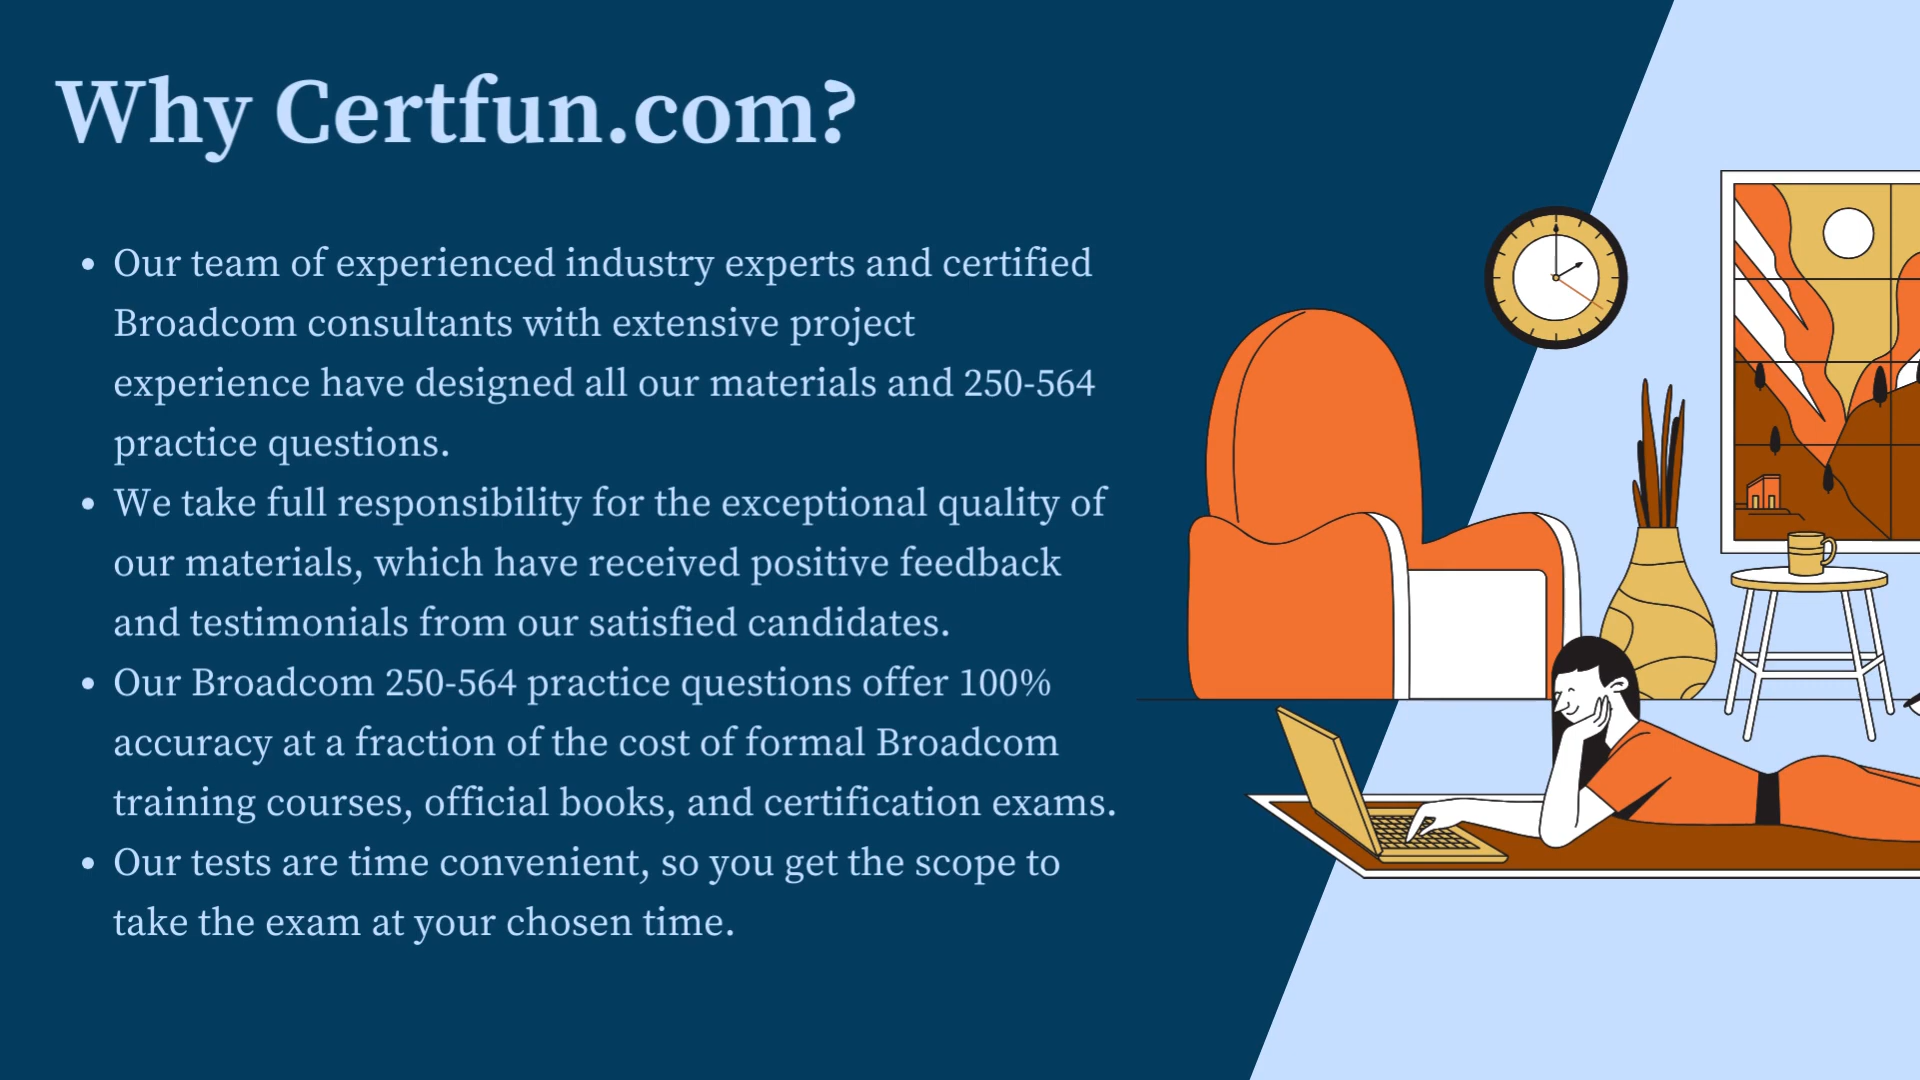 Why Certfun.com?
• Our team of experienced industry experts and certified
Broadcom consultants with extensive project
experience have designed all our materials and 250-564
practice questions.
• We take full responsibility for the exceptional quality of
our materials, which have received positive feedback
and testimonials from our satisfied candidates.
• Our Broadcom 250-564 practice questions offer 100%
accuracy at a fraction of the cost of formal Broadcom
training courses, official books, and certification exams.
• Our tests are time convenient, so you get the scope to
take the exam at your chosen time.